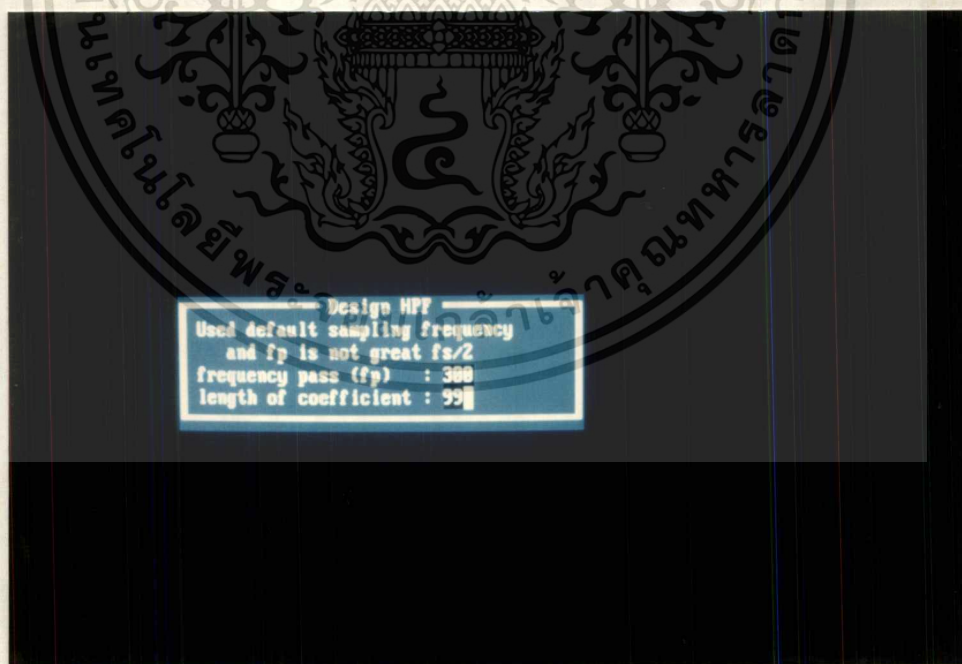 Design HPF
Used default sampling frequency
and fp is not great fs/2
frequency pass (fp) : 300
length of coefficient : 99